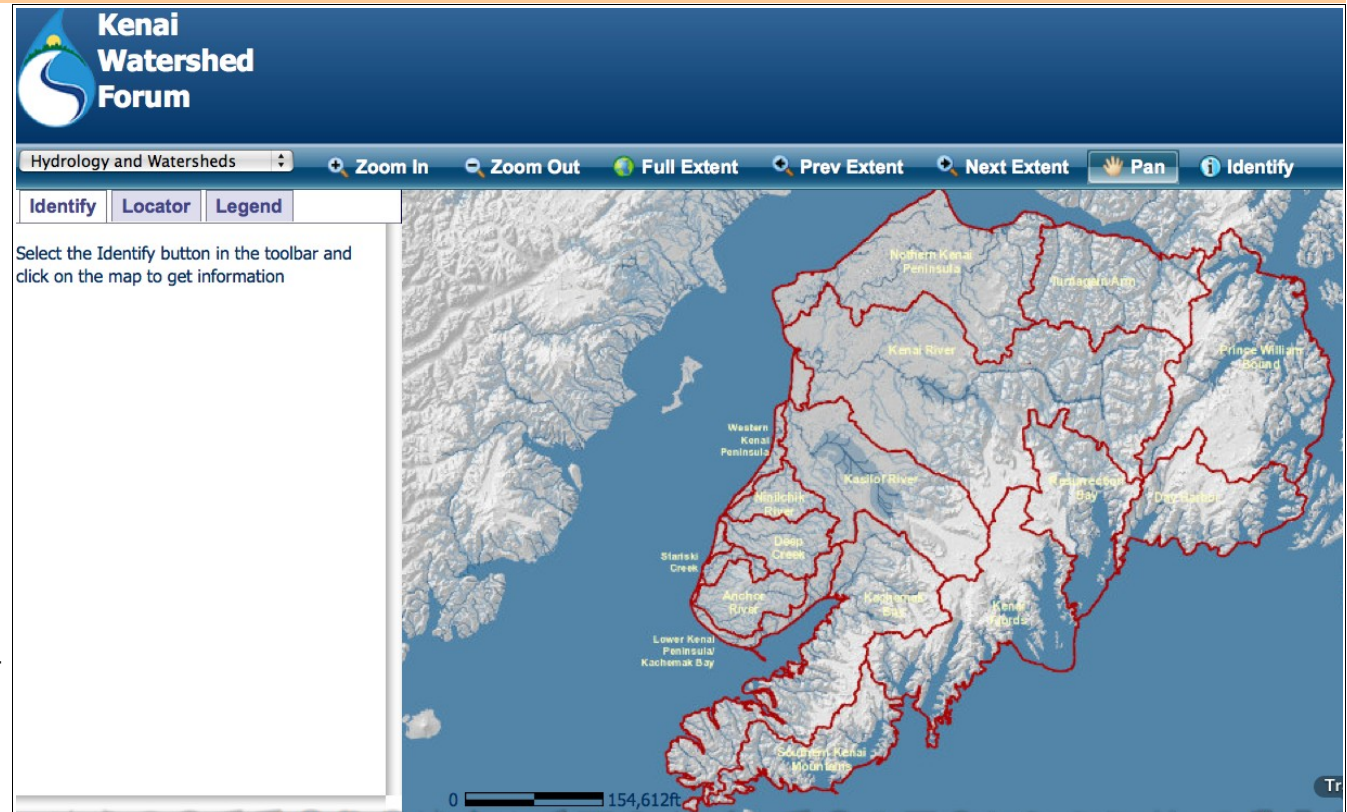 Kenai
Watershed
Forum
Hydrology and Watersheds
Zoom In
Zoom Out
Full Extent
Prev Extent
Next Extent
Pan
Identify
Identify
Locator
Legend
Select the Identify button in the toolbar and
click on the map to get information
Nothern Kenai
Peninsula
Turnagain Arm
Kenai River
Prince William
Sound
Western
Kenai
Peninsula
Kasilof River
Resurrection
Bay
Day Harbor
Ninilchik
River
Deep
Creek
Stariski
Creek
Anchor
River
Kachemak
Bay
Kenai
Fjords
Lower Kenai
Peninsula/
Kachemak Bay
Southern Kenai
Mountains
0
154,612ft
Tr